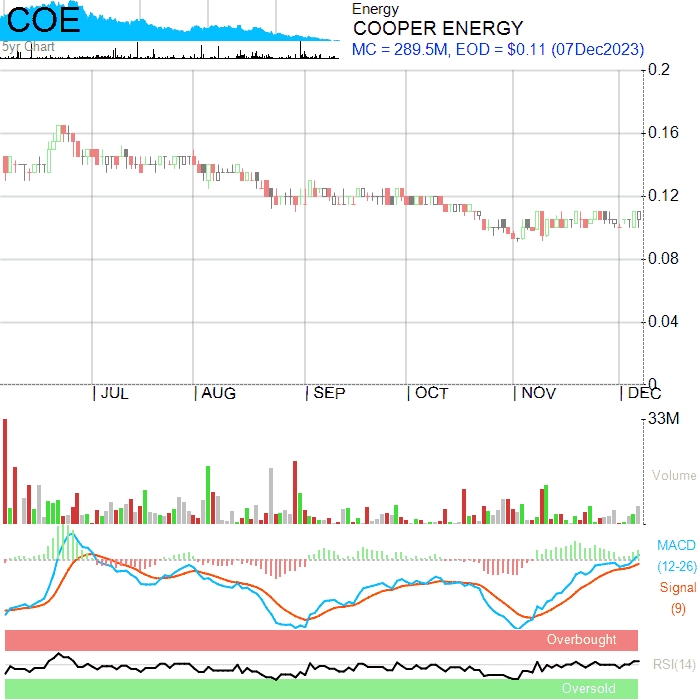 COE
5yr Chart
Energy
COOPER ENERGY
MC = 289.5M, EOD = $0.11 (07Dec2023)
0.2
0.16
0.12
0.08
0.04
0
JUL AUG SEP OCT NOV DEC
33M
Volume
MACD
(12-26)
Signal
(9)
Overbought
RSI(14)
Oversold